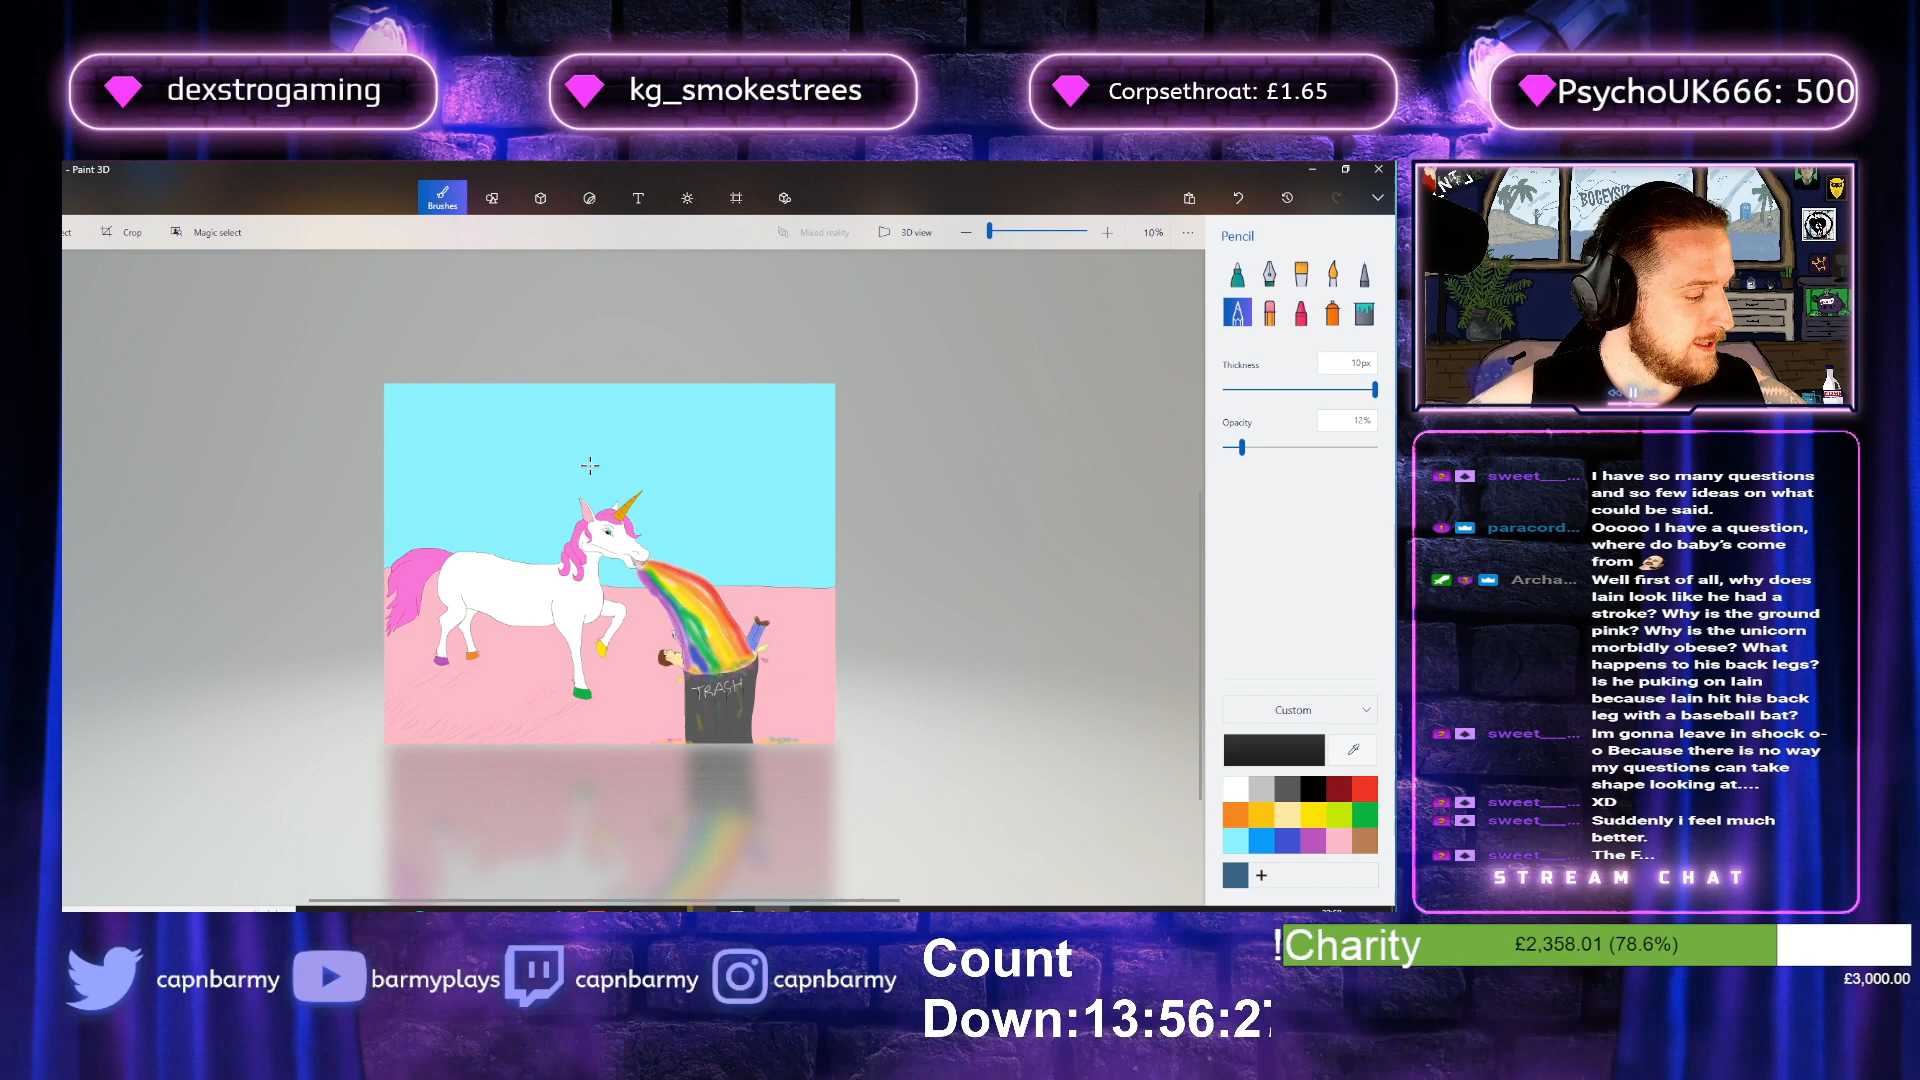 dexstrogaming
kg_smokestrees
Corpsethroat: £1.65
PsychoUK666: 500
- Paint 3D
Brushes
Crop
Magic select
Mixed reality
3D view
10%
Pencil
Thickness
10px
Opacity
12%
Custom
TRASH
BOGEYS
sweet___... I have so many questions
and so few ideas on what
could be said.
paracord... Ooooo I have a question,
where do baby's come
from
Archa... Well first of all, why does
Iain look like he had a
stroke? Why is the ground
pink? Why is the unicorn
morbidly obese? What
happens to his back legs?
Is he puking on Iain
because Iain hit his back
leg with a baseball bat?
sweet___... Im gonna leave in shock o-
o Because there is no way
my questions can take
shape looking at....
sweet___... XD
sweet___... Suddenly i feel much
better.
sweet___... The F...
STREAM CHAT
capnbarmy
barmyplays
capnbarmy
capnbarmy
Count
Down:13:56:27
!Charity
£2,358.01 (78.6%)
£3,000.00